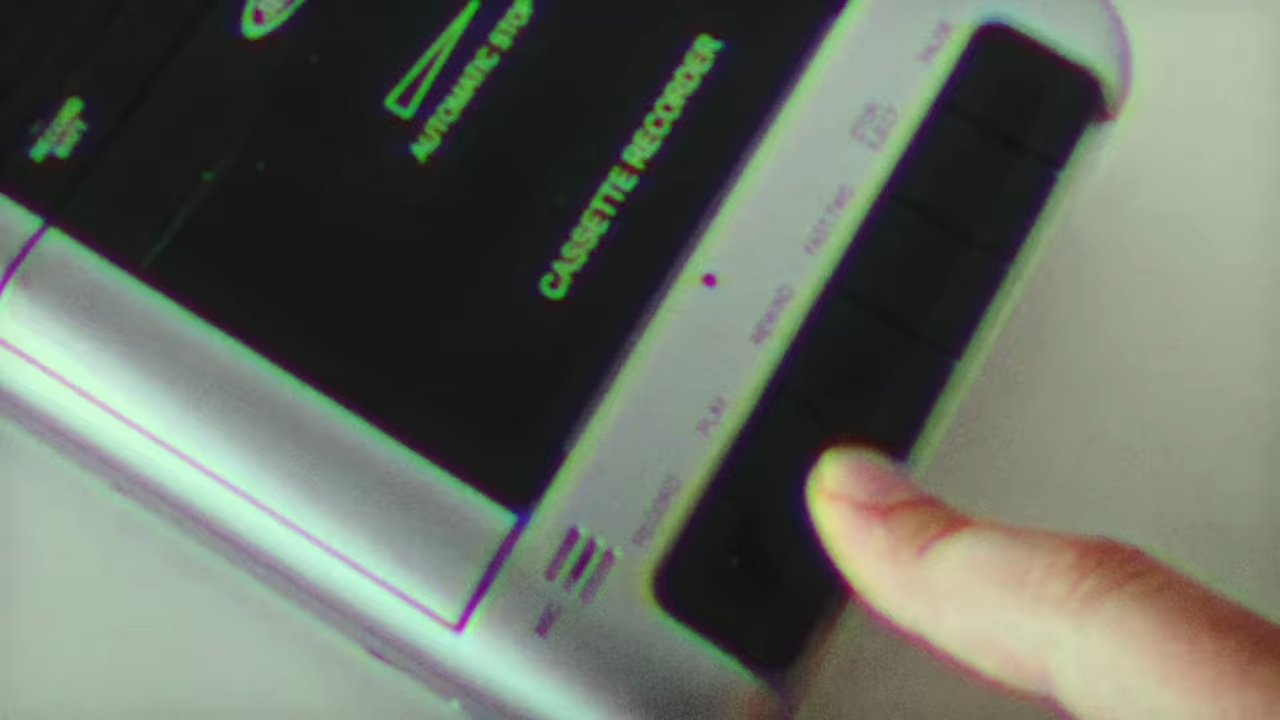 AUTOMATIC STOP
CASSETTE RECORDER
PAUSE
STOP
EJECT
FAST FWD
REWIND
PLAY
RECORD
MIC